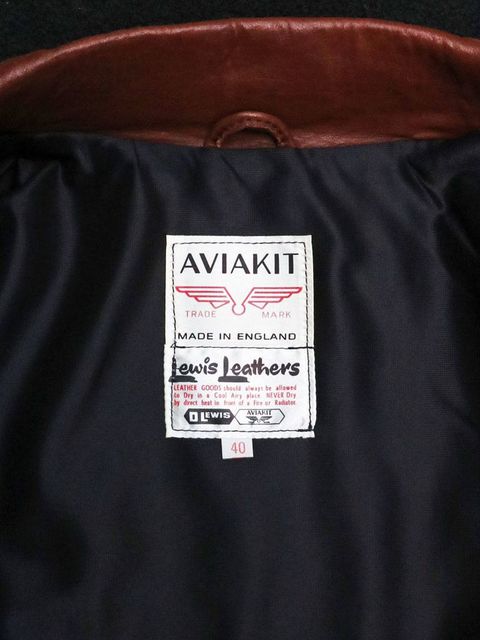 AVIAKIT
TRADE MARK
MADE IN ENGLAND
Lewis Leathers
LEATHER GOODS should always be allowed
to Dry in a Cool Airy place. NEVER Dry
by direct heat in front of a Fire or Radiator.
D LEWIS AVIAKIT
40